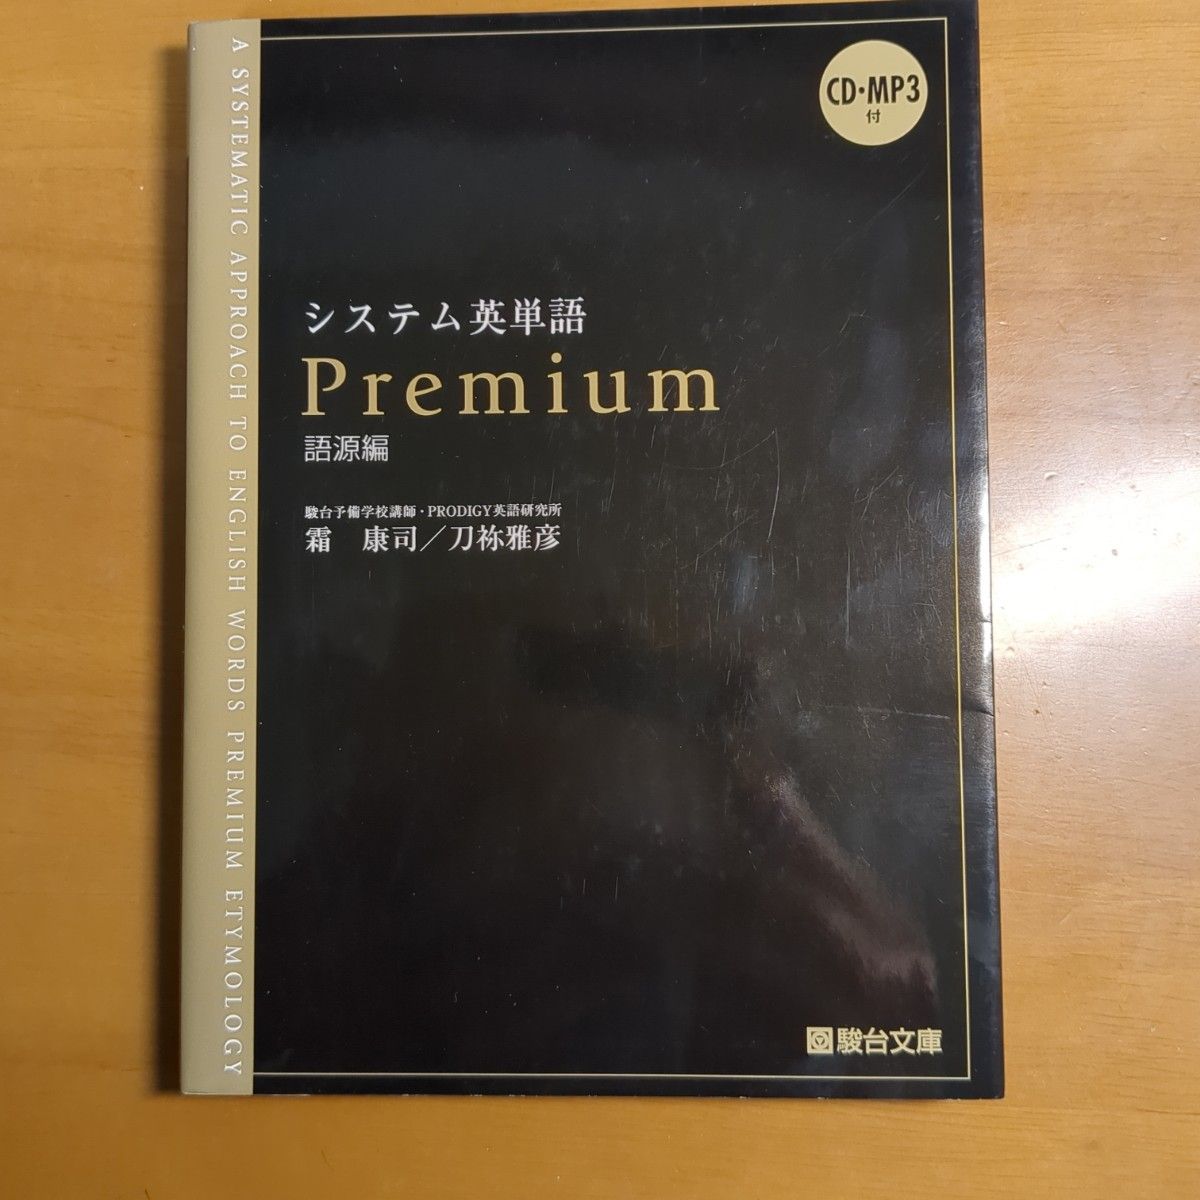 A SYSTEMATIC APPROACH TO ENGLISH WORDS PREMIUM ETYMOLOGY
CD・MP3
付
システム英単語
Premium
語源編
駿台予備学校講師・PRODIGY英語研究所
霜　康司／刀祢雅彦
駿台文庫